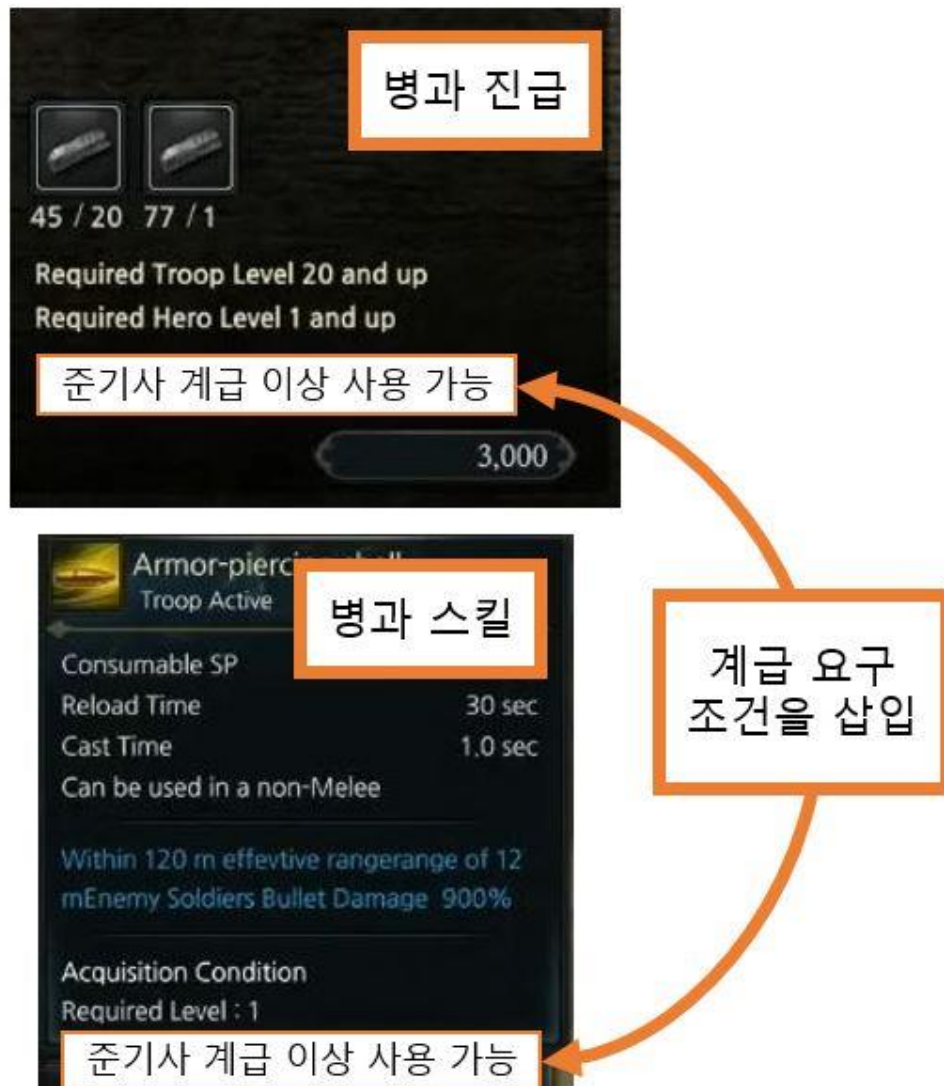 병과 진급
45 / 20 77 / 1
Required Troop Level 20 and up
Required Hero Level 1 and up
준기사 계급 이상 사용 가능
3,000
Armor-pierci
Troop Active
병과 스킬
Consumable SP
Reload Time 30 sec
Cast Time 1.0 sec
Can be used in a non-Melee
Within 120 m effevtive rangerange of 12
mEnemy Soldiers Bullet Damage 900%
Acquisition Condition
Required Level : 1
준기사 계급 이상 사용 가능
계급 요구
조건을 삽입